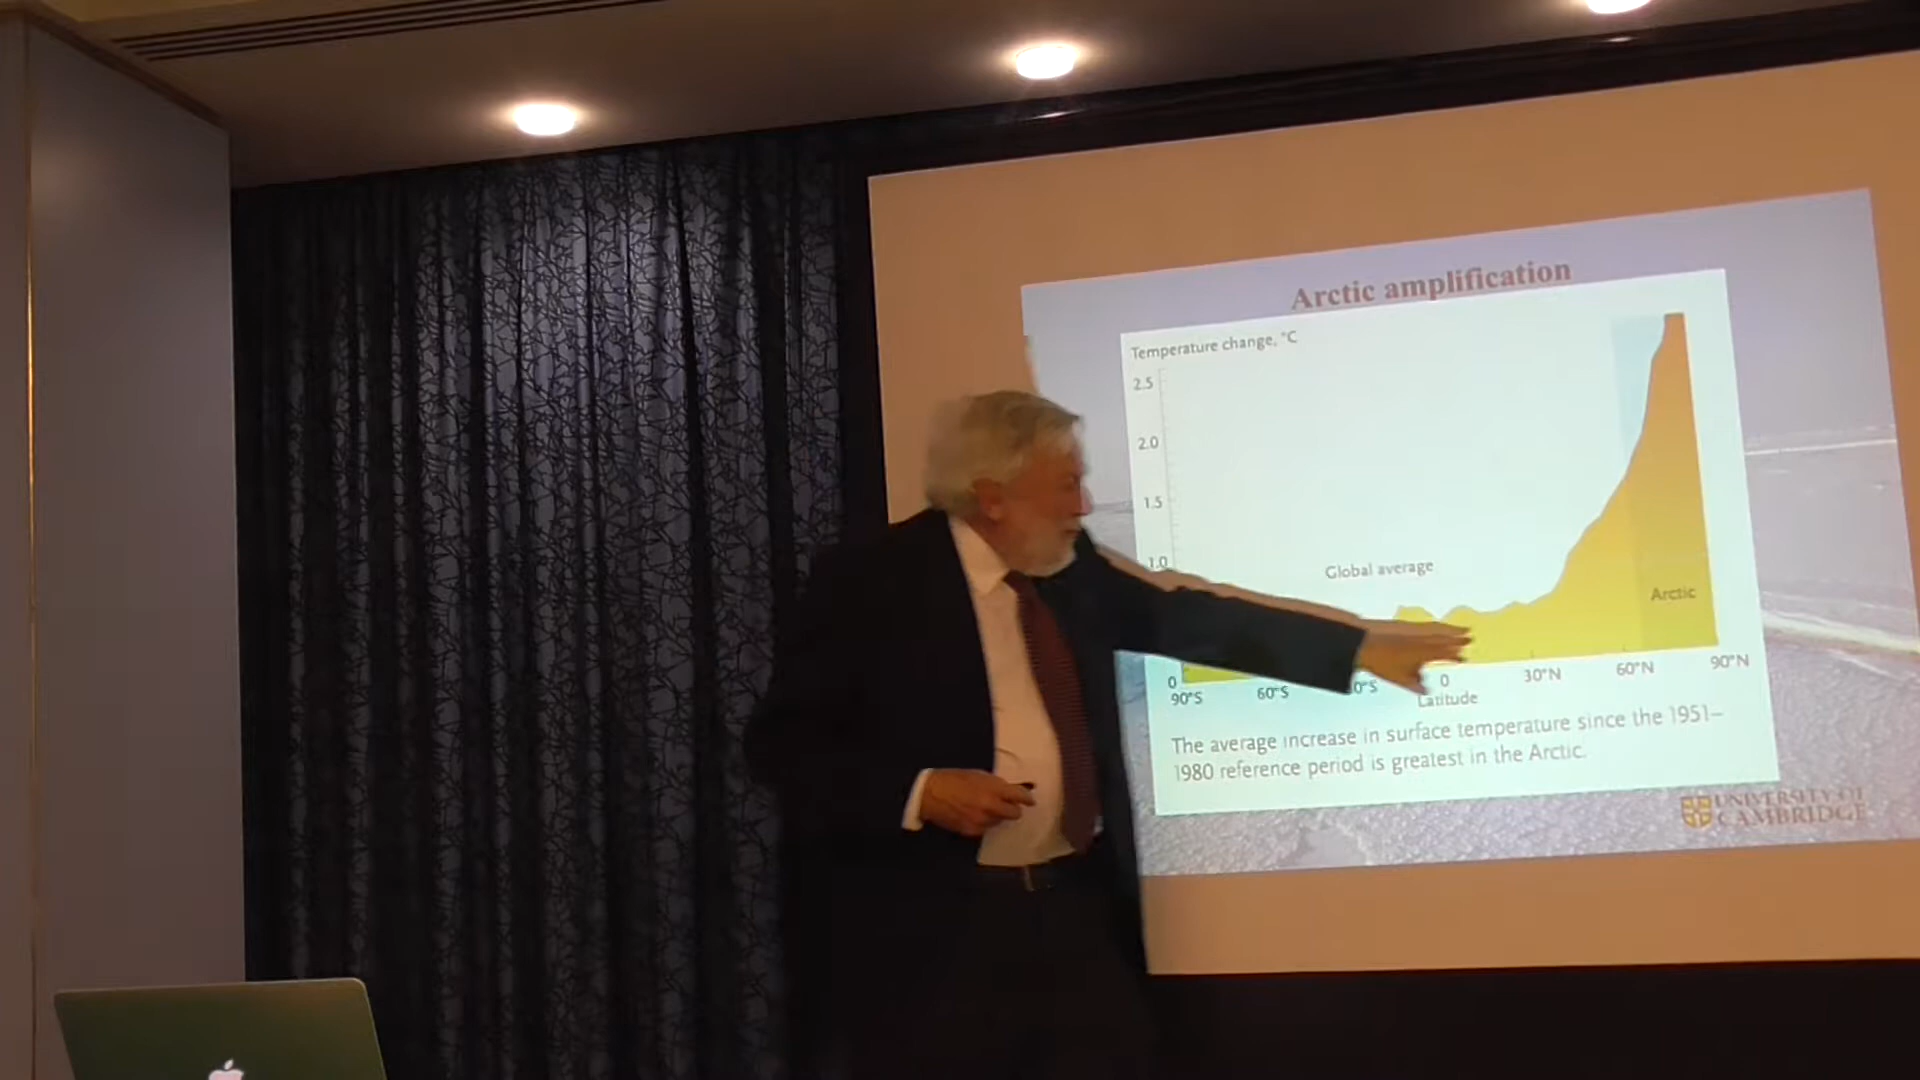 Arctic amplification
Temperature change, °C
2.5
2.0
1.5
1.0
Global average
Arctic
0
90°S
60°S
0°S
0
30°N
60°N
90°N
Latitude
The average increase in surface temperature since the 1951–
1980 reference period is greatest in the Arctic.
UNIVERSITY OF
CAMBRIDGE